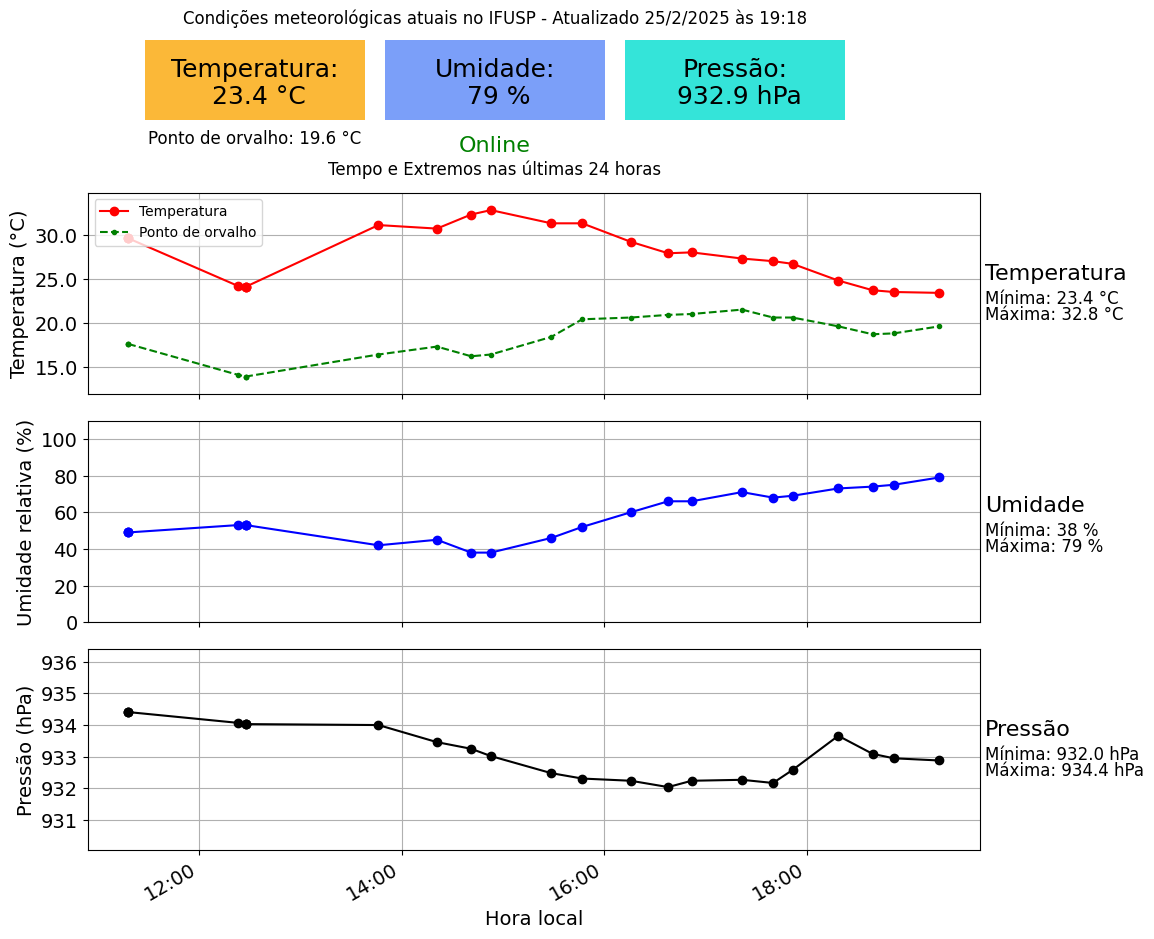 Condições meteorológicas atuais no IFUSP - Atualizado 25/2/2025 às 19:18
Temperatura:
23.4 °C
Umidade:
79 %
Pressão:
932.9 hPa
Ponto de orvalho: 19.6 °C
Online
Tempo e Extremos nas últimas 24 horas
Temperatura (°C)
30.0
25.0
20.0
15.0
Temperatura
Ponto de orvalho
Temperatura
Mínima: 23.4 °C
Máxima: 32.8 °C
Umidade relativa (%)
100
80
60
40
20
0
Umidade
Mínima: 38 %
Máxima: 79 %
Pressão (hPa)
936
935
934
933
932
931
Pressão
Mínima: 932.0 hPa
Máxima: 934.4 hPa
12:00
14:00
16:00
18:00
Hora local